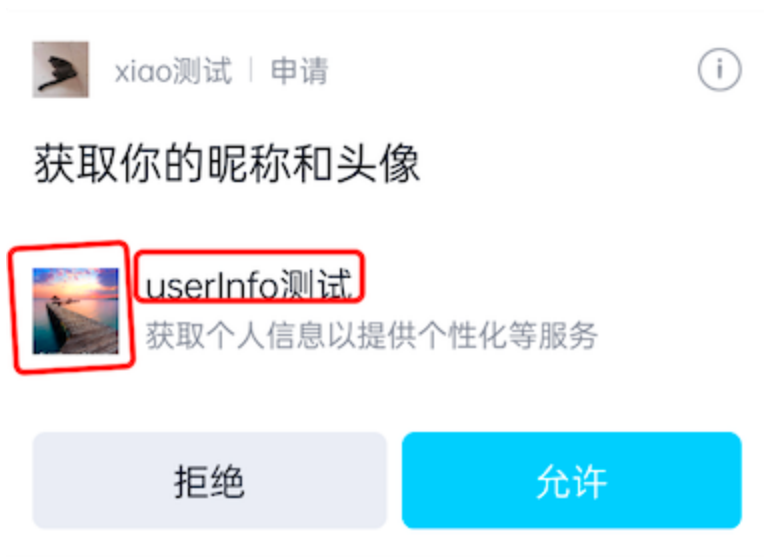 xiao测试 | 申请
获取你的昵称和头像
userInfo测试
获取个人信息以提供个性化等服务
拒绝
允许